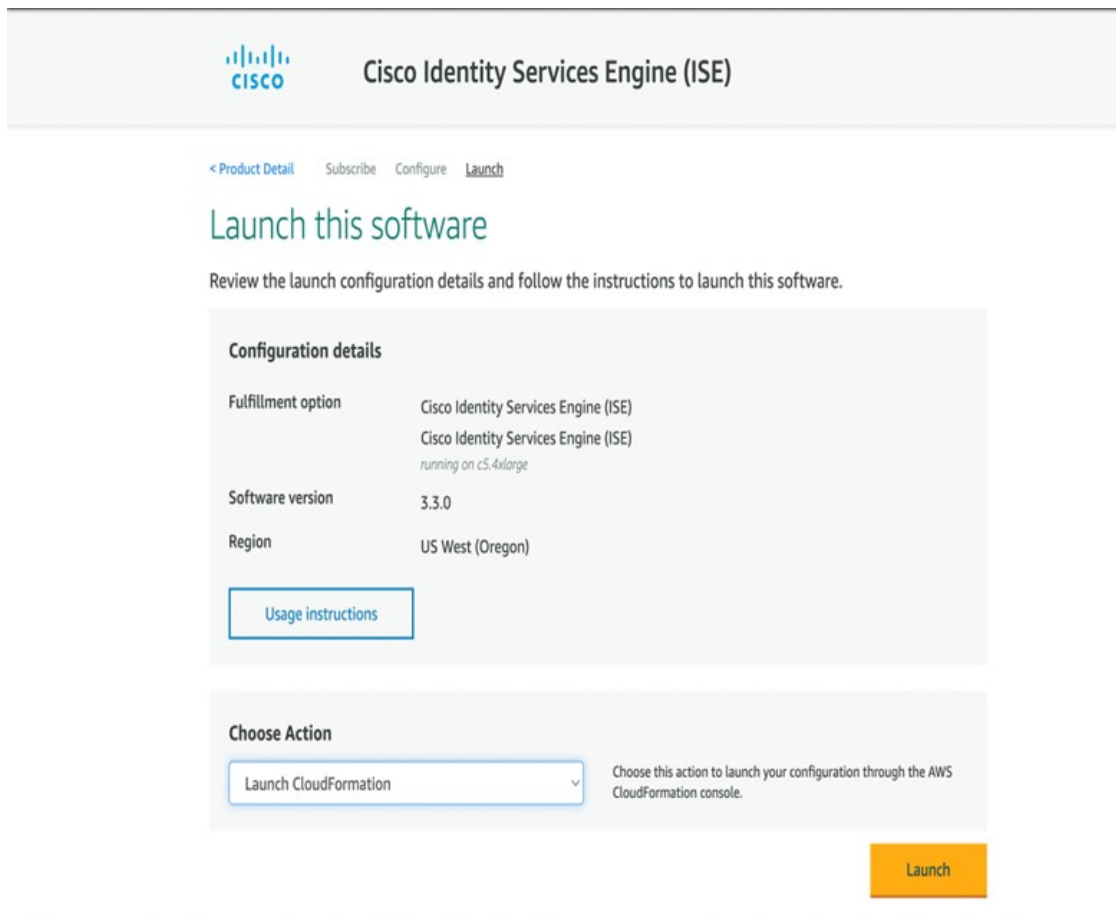 CISCO
Cisco Identity Services Engine (ISE)
< Product Detail Subscribe Configure Launch
Launch this software
Review the launch configuration details and follow the instructions to launch this software.
Configuration details
Fulfillment option
Cisco Identity Services Engine (ISE)
Cisco Identity Services Engine (ISE)
running on c5.4xlarge
Software version
3.3.0
Region
US West (Oregon)
Usage instructions
Choose Action
Launch CloudFormation
Choose this action to launch your configuration through the AWS
CloudFormation console.
Launch